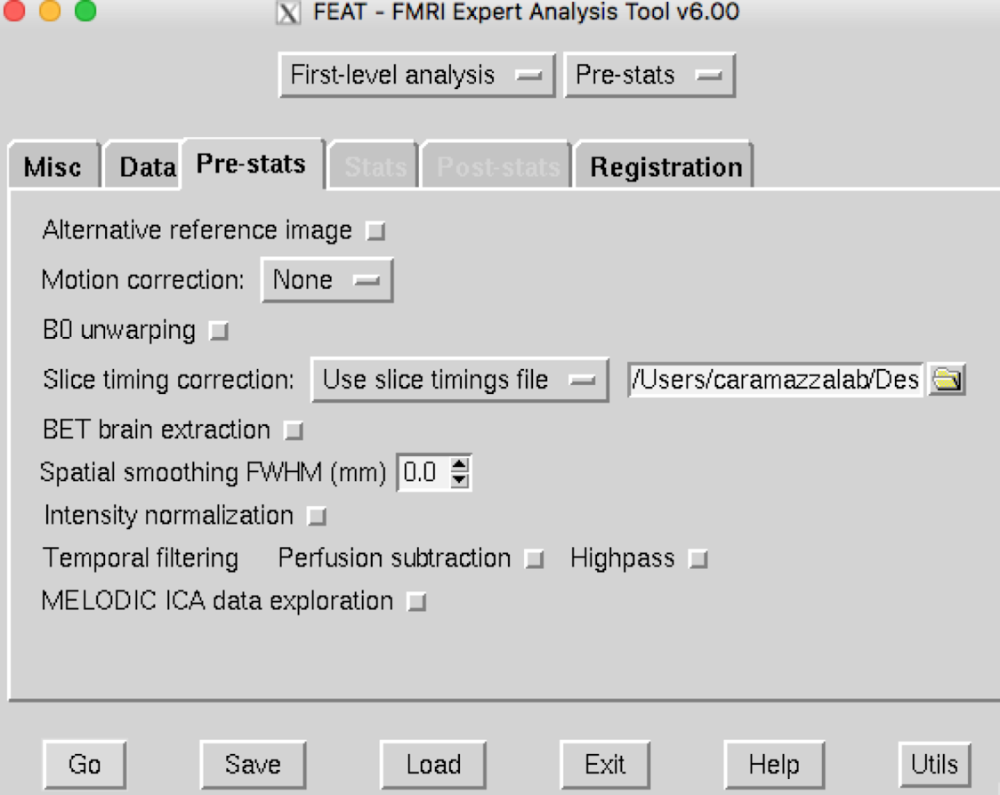 X FEAT - FMRI Expert Analysis Tool v6.00
First-level analysis Pre-stats
Misc Data Pre-stats Stats Post-stats Registration
Alternative reference image
Motion correction: None
B0 unwarping
Slice timing correction: Use slice timings file /Users/caramazzalab/Des
BET brain extraction
Spatial smoothing FWHM (mm) 0.0
Intensity normalization
Temporal filtering Perfusion subtraction Highpass
MELODIC ICA data exploration
Go Save Load Exit Help Utils